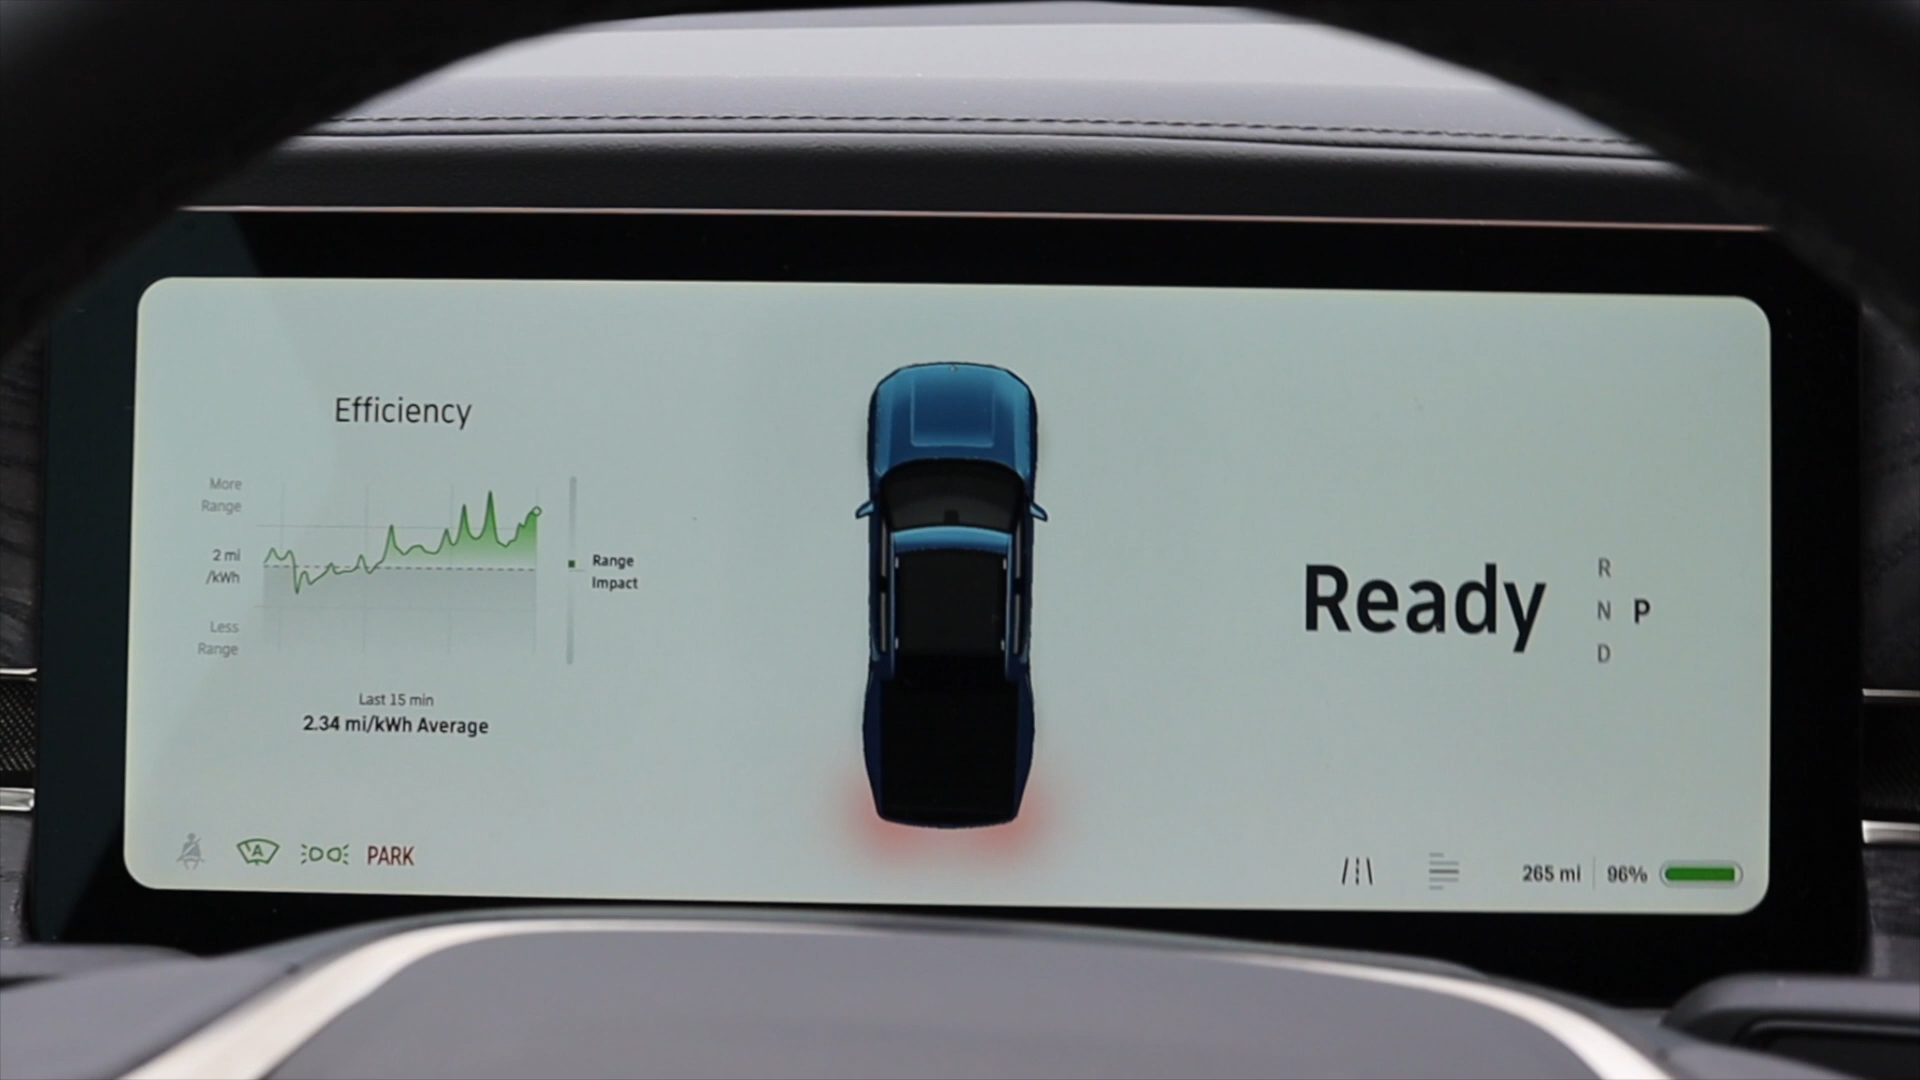 Efficiency
More
Range
2 mi
/kWh
Less
Range
Range
Impact
Last 15 min
2.34 mi/kWh Average
A
PARK
Ready
R
N P
D
265 mi 96%